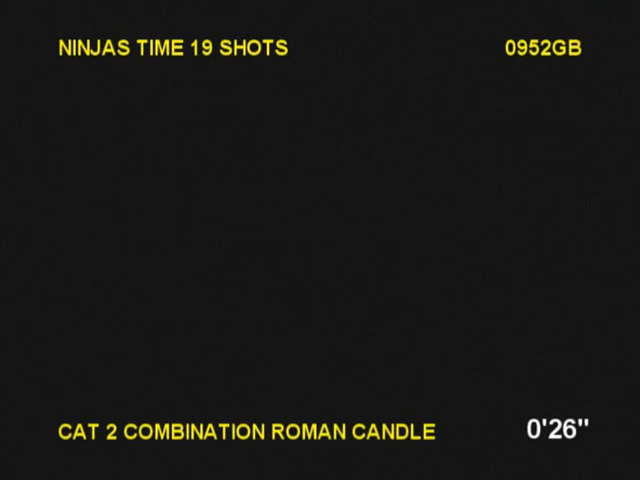 NINJAS TIME 19 SHOTS
0952GB
CAT 2 COMBINATION ROMAN CANDLE
0'26"